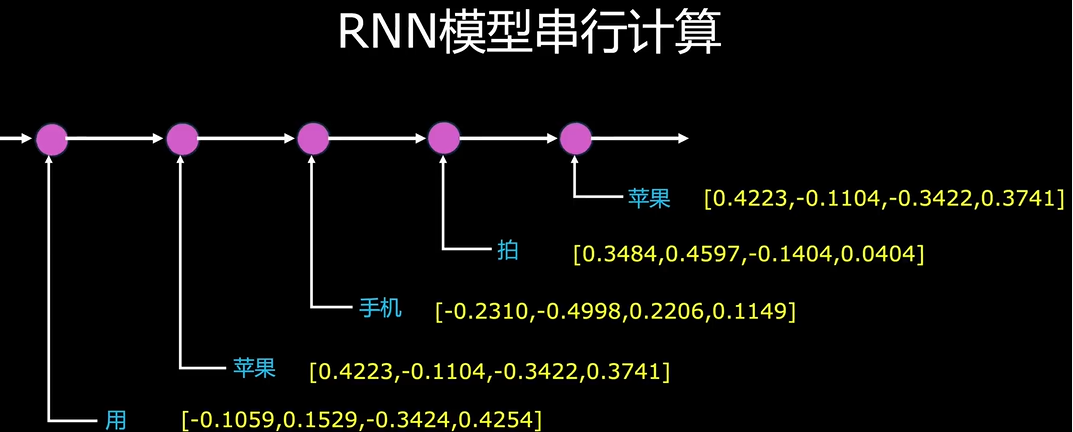 RNN模型串行计算
苹果 [0.4223,-0.1104,-0.3422,0.3741]
拍 [0.3484,0.4597,-0.1404,0.0404]
手机 [-0.2310,-0.4998,0.2206,0.1149]
苹果 [0.4223,-0.1104,-0.3422,0.3741]
用 [-0.1059,0.1529,-0.3424,0.4254]